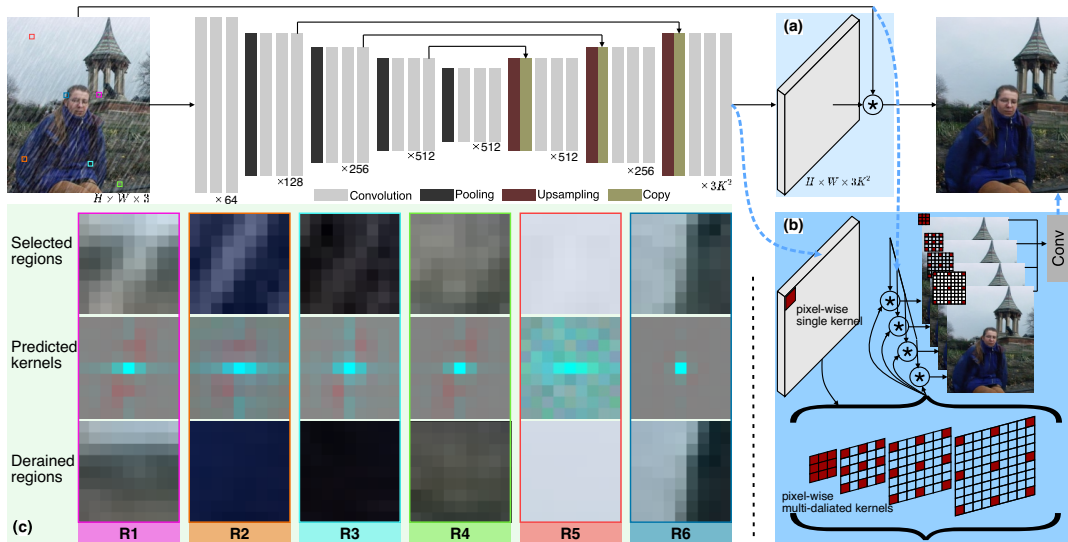 H × W × 3
×64
×128
×256
×512
×512
×512
×256
× 3K²
Convolution
Pooling
Upsampling
Copy
(a)
*
H × W × 3K²
(b)
pixel-wise
single kernel
*
*
*
*
Conv
pixel-wise
multi-daliated kernels
Selected
regions
Predicted
kernels
Derained
regions
(c)
R1
R2
R3
R4
R5
R6